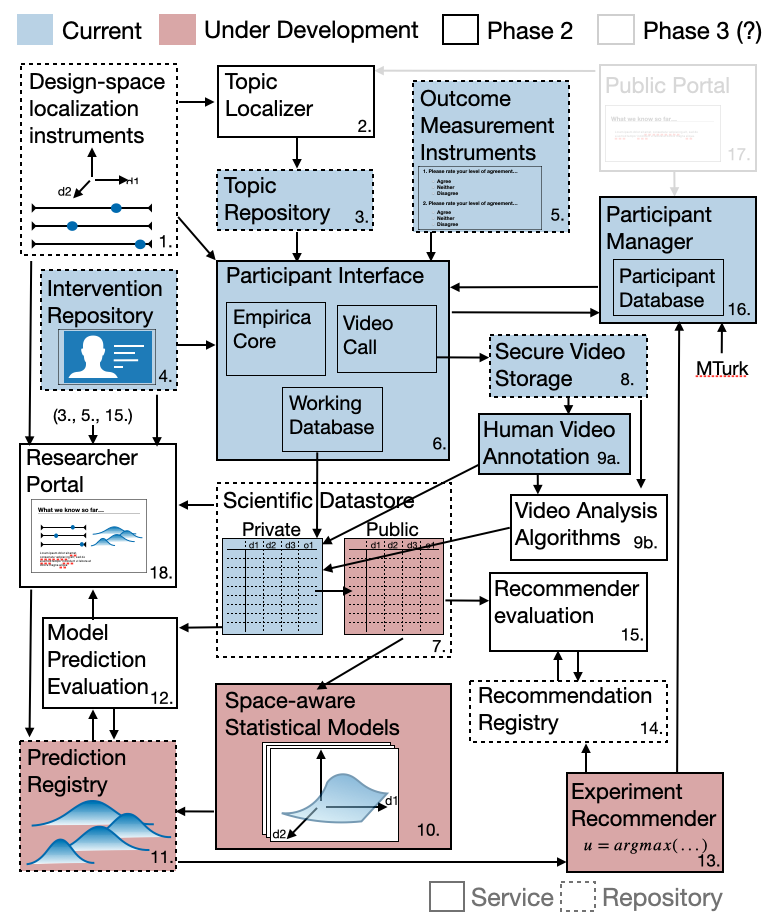 Current
Under Development
Phase 2
Phase 3 (?)
Design-space
localization
instruments
d2
1.
Topic
Localizer
2.
Topic
Repository
3.
Outcome
Measurement
Instruments
1. Please rate your level of agreement…
Agree
Neither
Disagree
2. Please rate your level of agreement…
Agree
Neither
Disagree
5.
Public Portal
What we know so far…
17.
Participant
Manager
Participant
Database
16.
MTurk
Intervention
Repository
4.
(3., 5., 15.)
Participant Interface
Empirica
Core
Video
Call
Working
Database
6.
Secure Video
Storage
8.
Human Video
Annotation 9a.
Video Analysis
Algorithms 9b.
Researcher
Portal
What we know so far…
18.
Scientific Datastore
Private
Public
d1 d2 d3 o1
d1 d2 d3 o1
7.
Recommender
evaluation
15.
Model
Prediction
Evaluation
12.
Recommendation
Registry
14.
Space-aware
Statistical Models
d1
d2
10.
Prediction
Registry
11.
Experiment
Recommender
u = argmax(...)
13.
Service
Repository